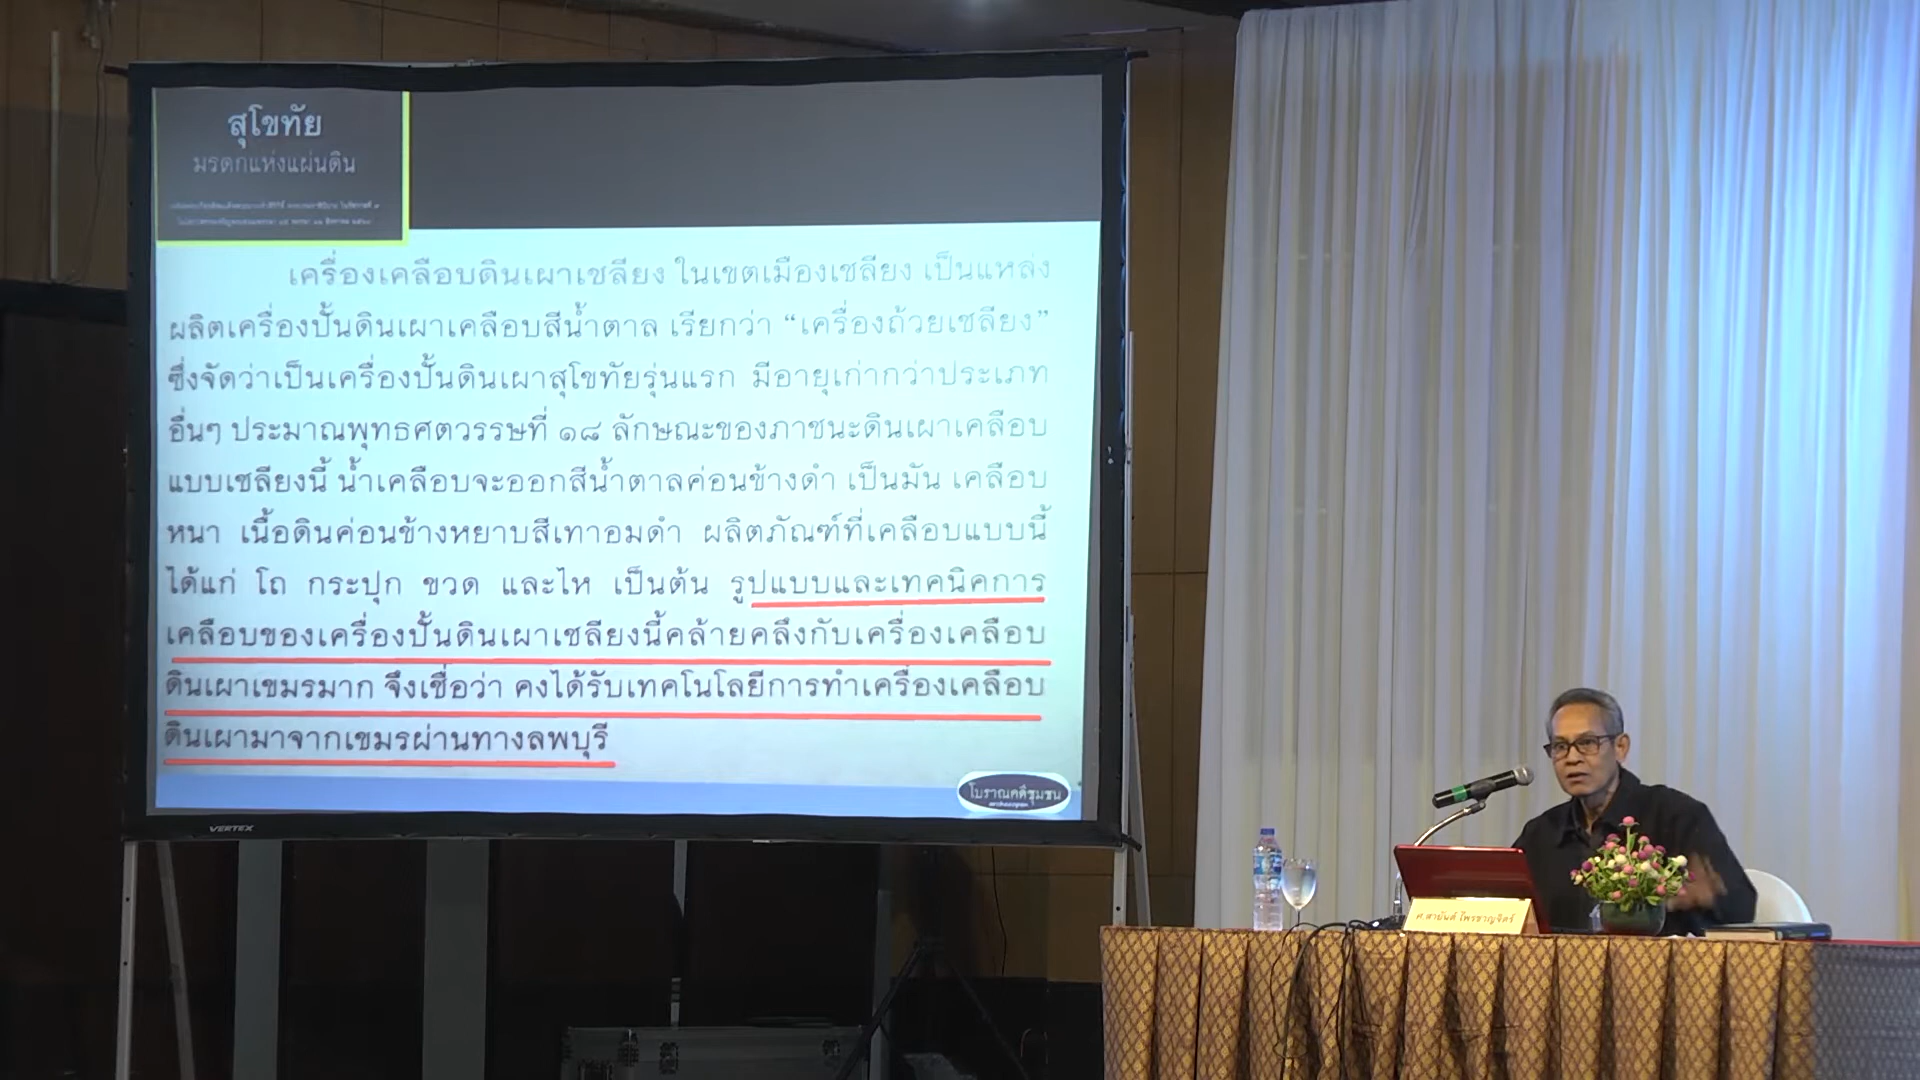 สุโขทัย
มรดกแห่งแผ่นดิน
เครื่องเคลือบดินเผาเชลียง ในเขตเมืองเชลียง เป็นแหล่ง
ผลิตเครื่องปั้นดินเผาเคลือบสีน้ำตาล เรียกว่า “เครื่องถ้วยเชลียง”
ซึ่งจัดว่าเป็นเครื่องปั้นดินเผาสุโขทัยรุ่นแรก มีอายุเก่ากว่าประเภท
อื่นๆ ประมาณพุทธศตวรรษที่ ๑๘ ลักษณะของภาชนะดินเผาเคลือบ
แบบเชลียงนี้ น้ำเคลือบจะออกสีน้ำตาลค่อนข้างดำ เป็นมัน เคลือบ
หนา เนื้อดินค่อนข้างหยาบสีเทาอมดำ ผลิตภัณฑ์ที่เคลือบแบบนี้
ได้แก่ โถ กระปุก ขวด และไห เป็นต้น รูปแบบและเทคนิคการ
เคลือบของเครื่องปั้นดินเผาเชลียงนี้คล้ายคลึงกับเครื่องเคลือบ
ดินเผาเขมรมาก จึงเชื่อว่า คงได้รับเทคโนโลยีการทำเครื่องเคลือบ
ดินเผามาจากเขมรผ่านทางลพบุรี
โบราณคดีชุมชน
VERTEX
ศ.สายันต์ ไพรชาญจิตร์